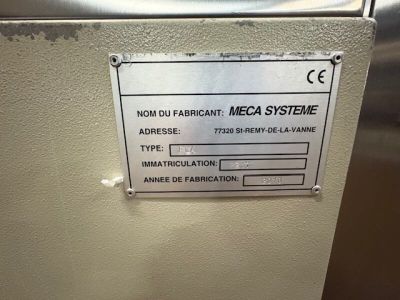 CE
NOM DU FABRICANT: MECA SYSTEME
ADRESSE: 77320 St-REMY-DE-LA-VANNE
TYPE:
IMMATRICULATION:
ANNEE DE FABRICATION: